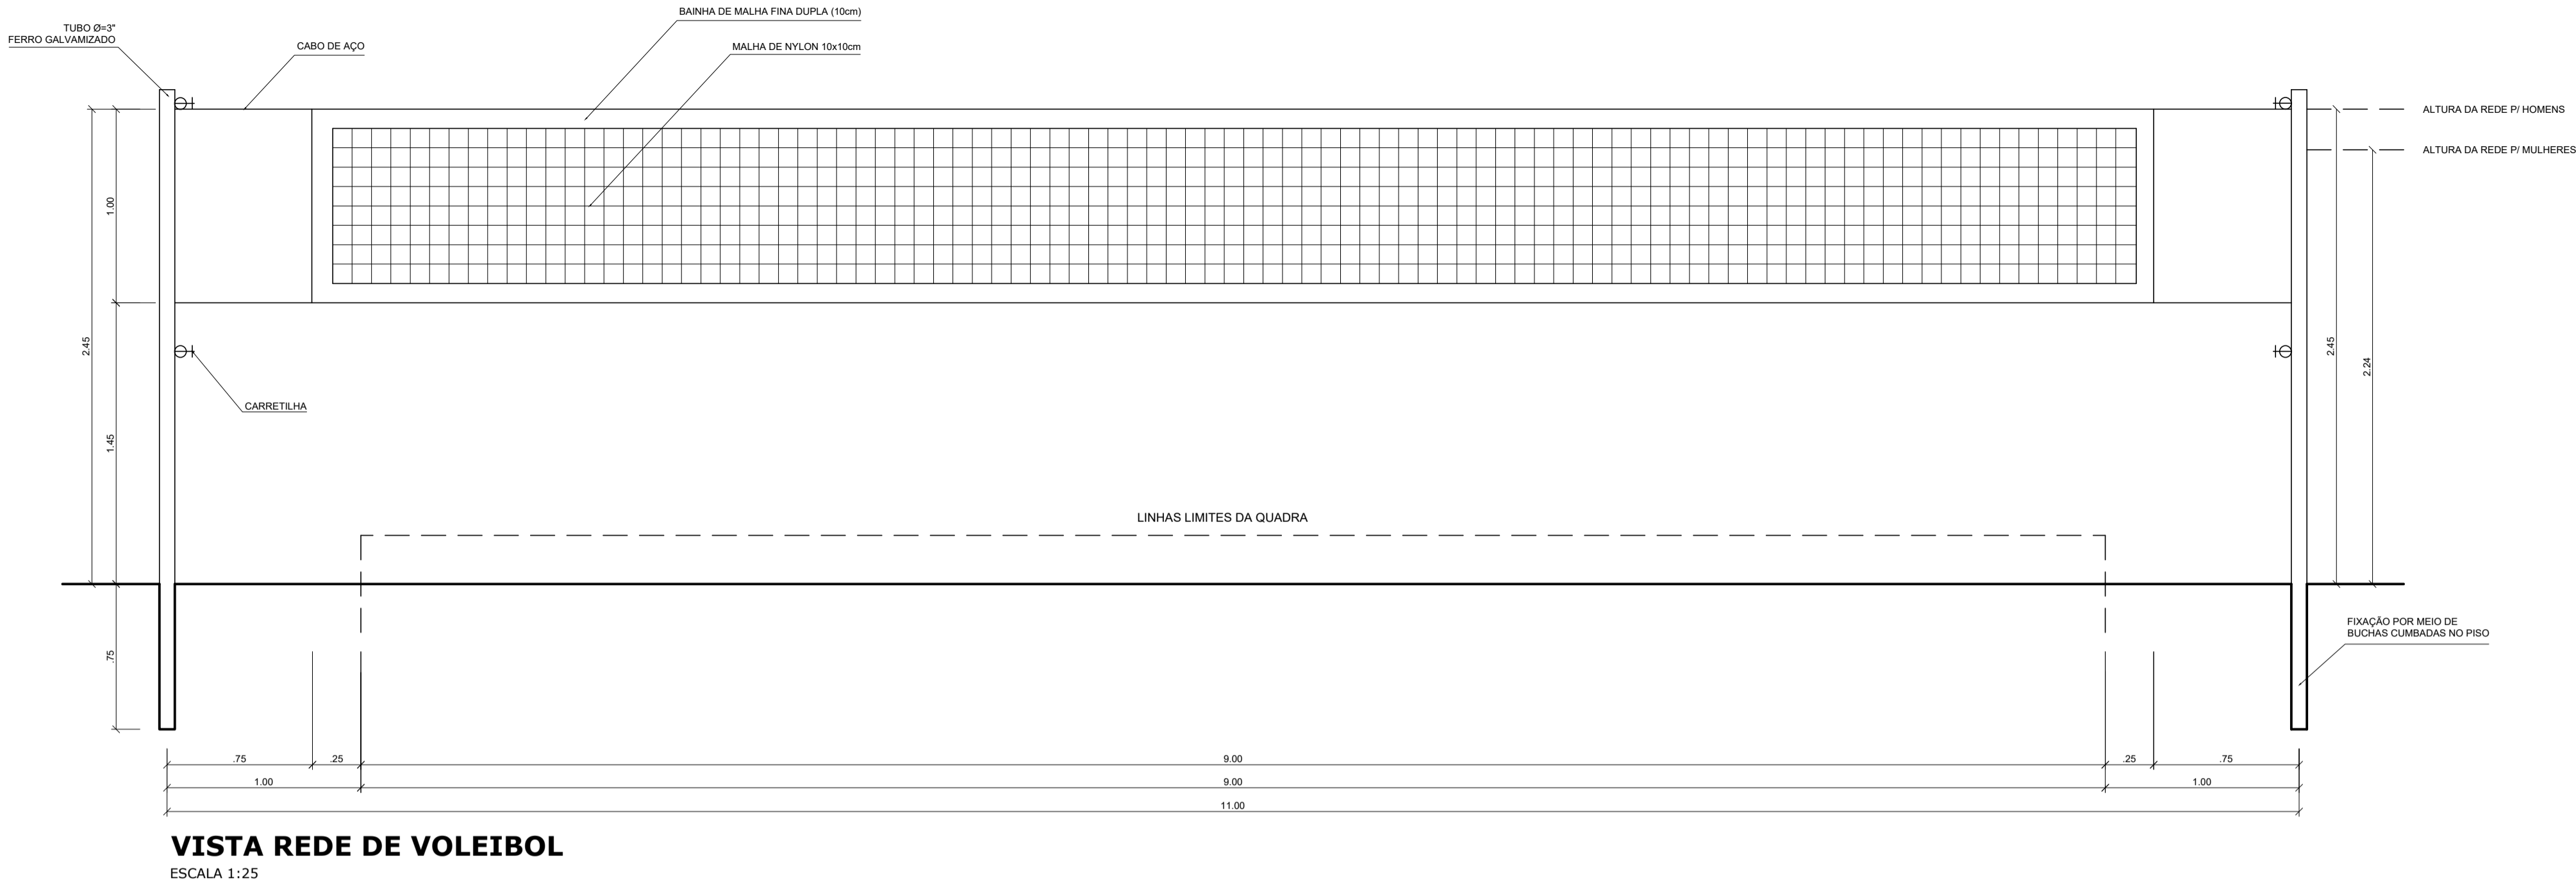 BAINHA DE MALHA FINA DUPLA (10cm)
TUBO Ø=3"
FERRO GALVAMIZADO
CABO DE AÇO
MALHA DE NYLON 10x10cm
ALTURA DA REDE P/ HOMENS
ALTURA DA REDE P/ MULHERES
1.00
2.45
2.45
2.24
CARRETILHA
1.45
LINHAS LIMITES DA QUADRA
FIXAÇÃO POR MEIO DE
BUCHAS CUMBADAS NO PISO
.75
.75
.25
9.00
.25
.75
1.00
9.00
1.00
11.00
VISTA REDE DE VOLEIBOL
ESCALA 1:25